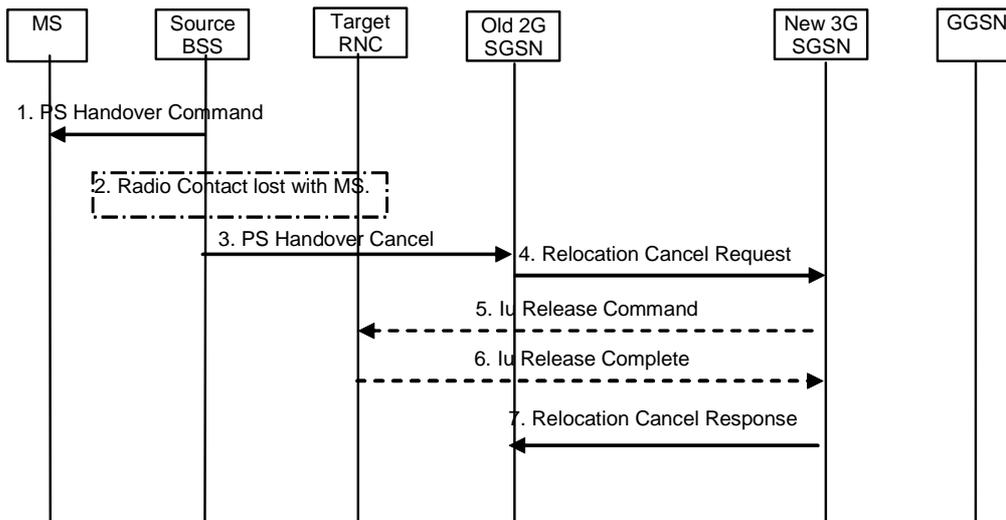 MS
Source
BSS
Target
RNC
Old 2G
SGSN
New 3G
SGSN
GGSN
1. PS Handover Command
2. Radio Contact lost with MS.
3. PS Handover Cancel
4. Relocation Cancel Request
5. Iu Release Command
6. Iu Release Complete
7. Relocation Cancel Response